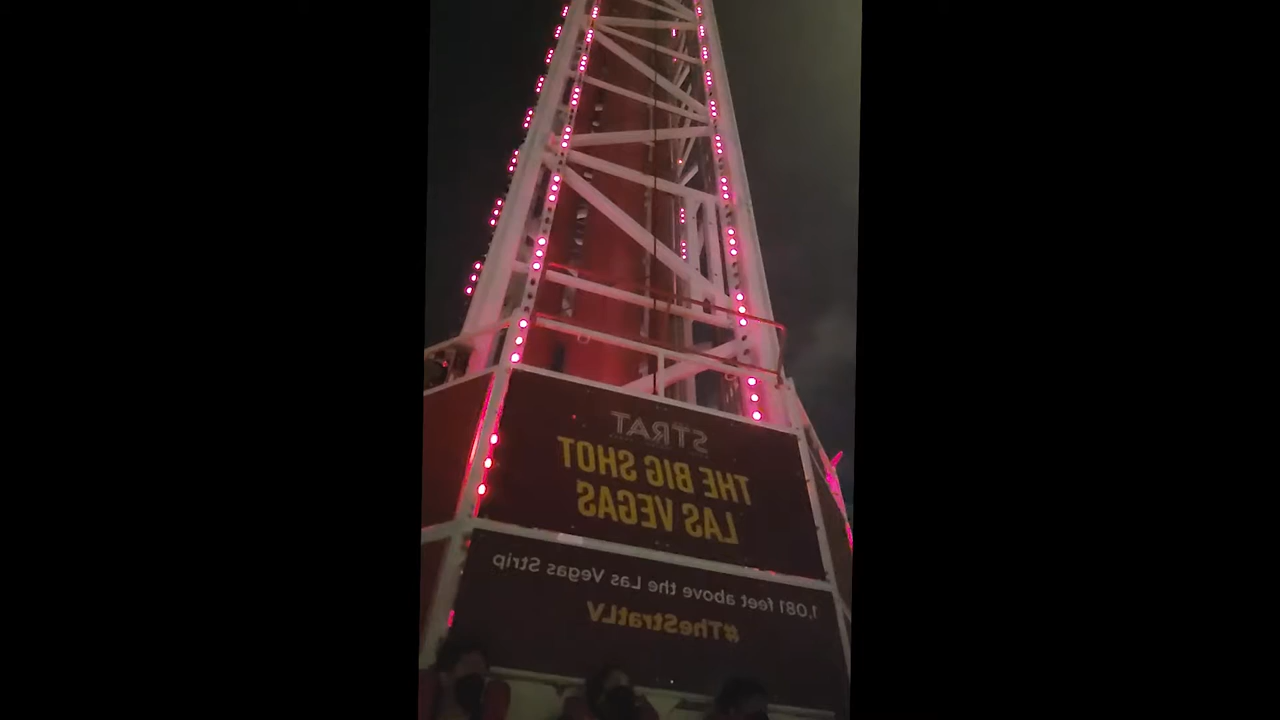 STRAT
THE BIG SHOT
LAS VEGAS
1,081 feet above the Las Vegas Strip
#TheStratLV